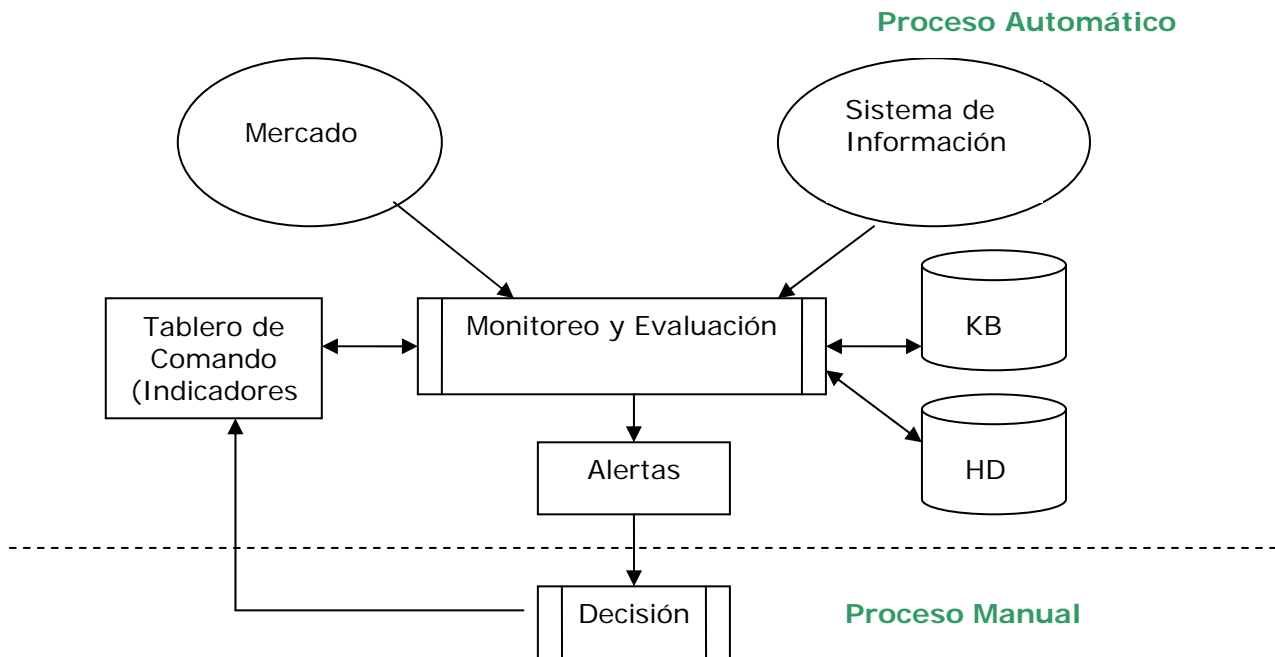 Proceso Automático
Mercado
Sistema de
Información
Tablero de
Comando
(Indicadores
Monitoreo y Evaluación
KB
HD
Alertas
Decisión
Proceso Manual